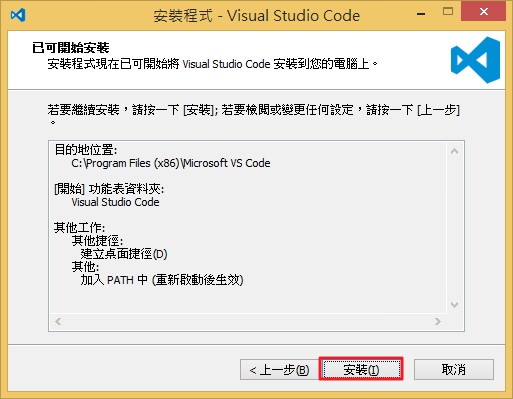 安裝程式 - Visual Studio Code
已可開始安裝
安裝程式現在已可開始將 Visual Studio Code 安裝到您的電腦上。
若要繼續安裝，請按一下 [安裝]; 若要檢閱或變更任何設定，請按一下 [上一步]
。
目的地位置:
C:\Program Files (x86)\Microsoft VS Code
[開始] 功能表資料夾:
Visual Studio Code
其他工作:
其他捷徑:
建立桌面捷徑(D)
其他:
加入 PATH 中 (重新啟動後生效)
< 上一步(B)
安裝(I)
取消